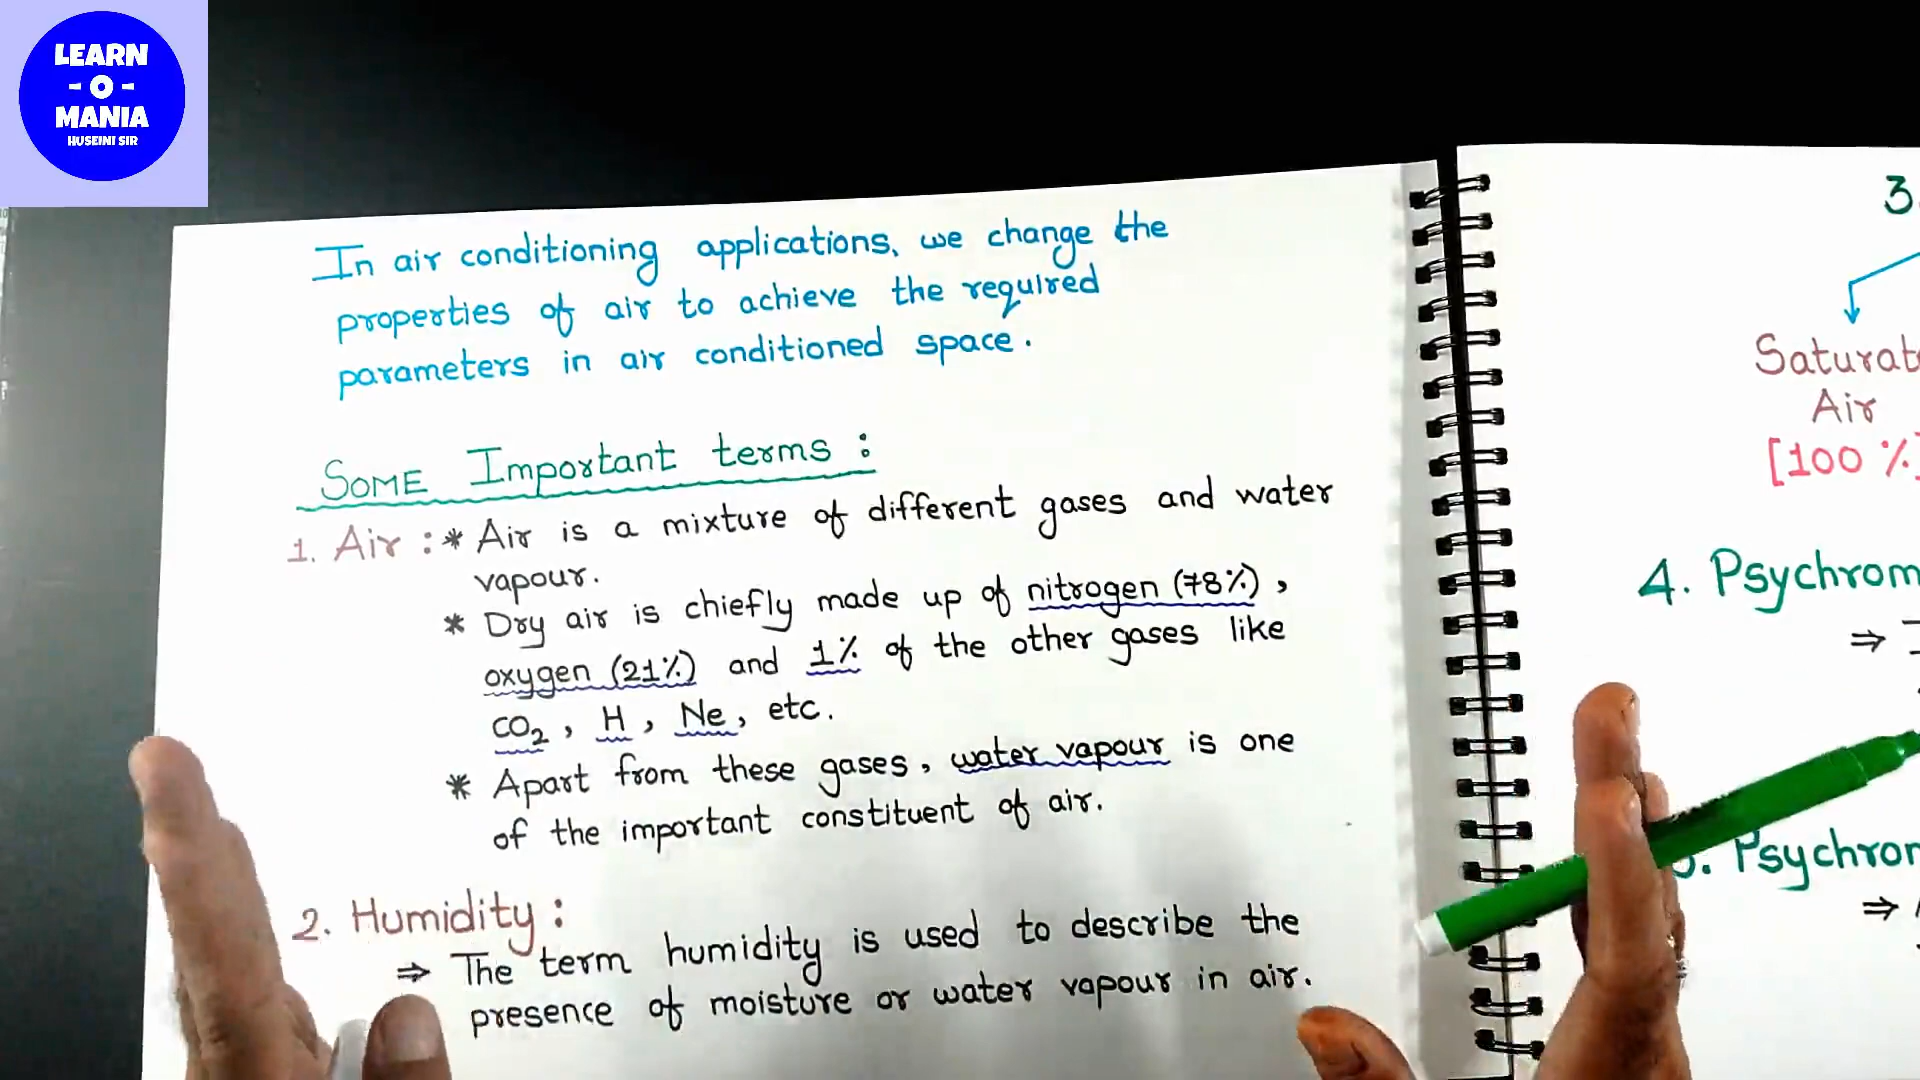 LEARN
- O -
MANIA
HUSEINI SIR
In air conditioning applications, we change the
properties of air to achieve the required
parameters in air conditioned space.
SOME Important terms :
1. Air : * Air is a mixture of different gases and water
vapour.
* Dry air is chiefly made up of nitrogen (78%),
oxygen (21%) and 1% of the other gases like
CO2, H, Ne, etc.
* Apart from these gases, water vapour is one
of the important constituent of air.
2. Humidity :
⇒ The term humidity is used to describe the
presence of moisture or water vapour in air.
3.
Saturat
Air
[100 %]
4. Psychrom
⇒
Psychrom
⇒